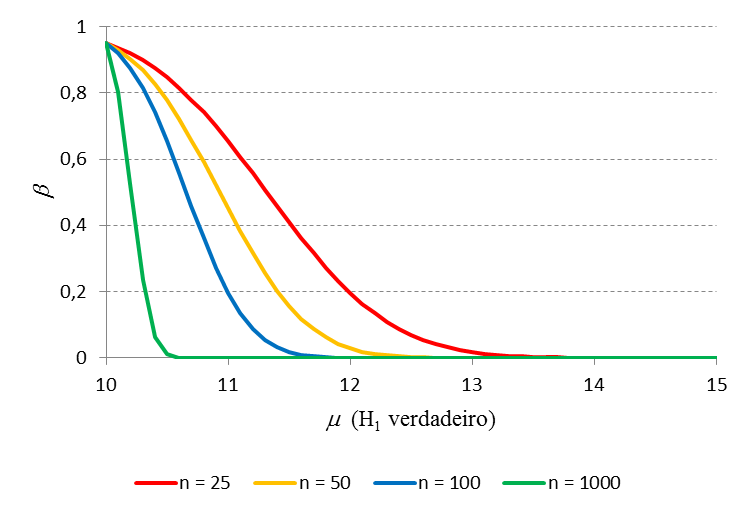 1
0,8
0,6
β
0,4
0,2
0
10 11 12 13 14 15
μ (H₁ verdadeiro)
n = 25 n = 50 n = 100 n = 1000